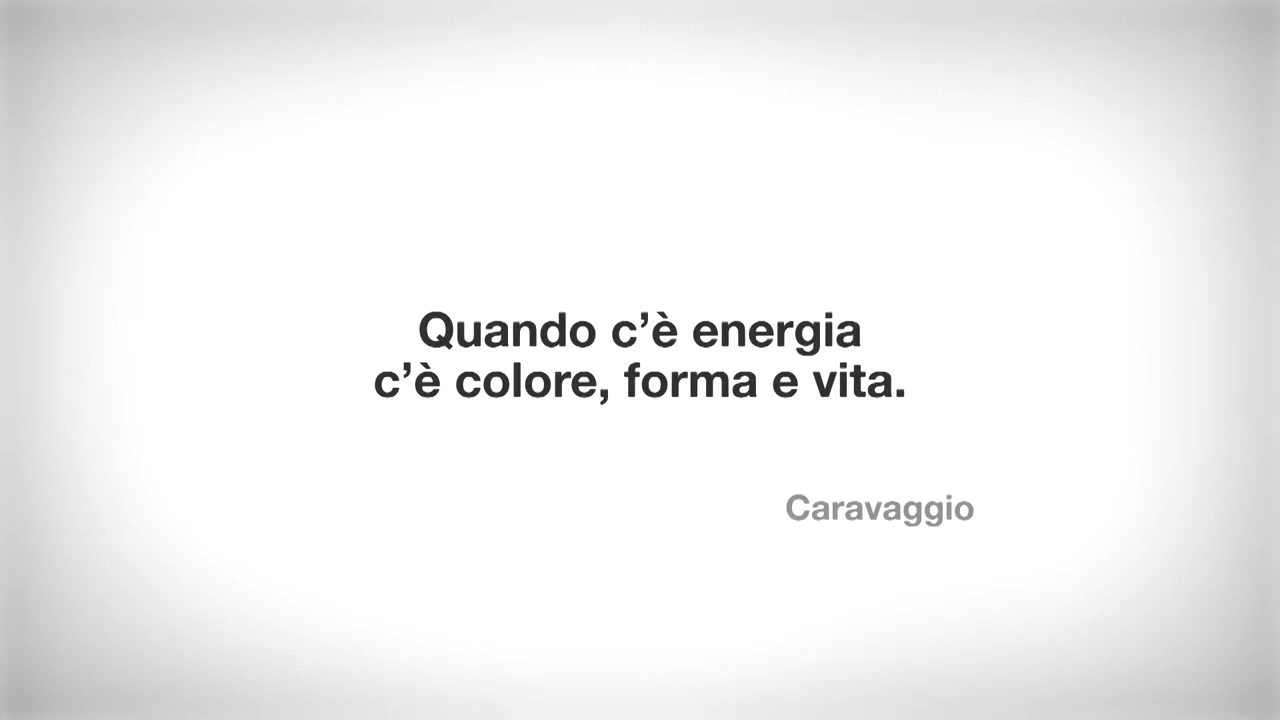 Quando c’è energia
c’è colore, forma e vita.
Caravaggio